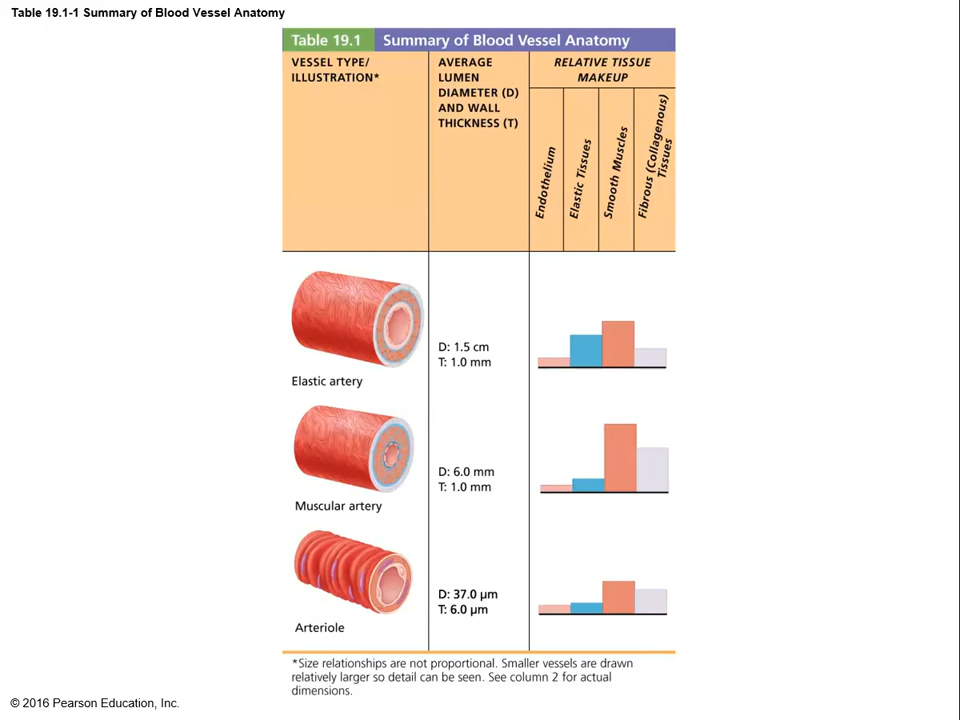 Table 19.1-1 Summary of Blood Vessel Anatomy
Table 19.1 Summary of Blood Vessel Anatomy
VESSEL TYPE/
ILLUSTRATION*
AVERAGE
LUMEN
DIAMETER (D)
AND WALL
THICKNESS (T)
RELATIVE TISSUE
MAKEUP
Endothelium
Elastic Tissues
Smooth Muscles
Fibrous (Collagenous)
Tissues
D: 1.5 cm
T: 1.0 mm
Elastic artery
D: 6.0 mm
T: 1.0 mm
Muscular artery
D: 37.0 µm
T: 6.0 µm
Arteriole
*Size relationships are not proportional. Smaller vessels are drawn
relatively larger so detail can be seen. See column 2 for actual
dimensions.
© 2016 Pearson Education, Inc.